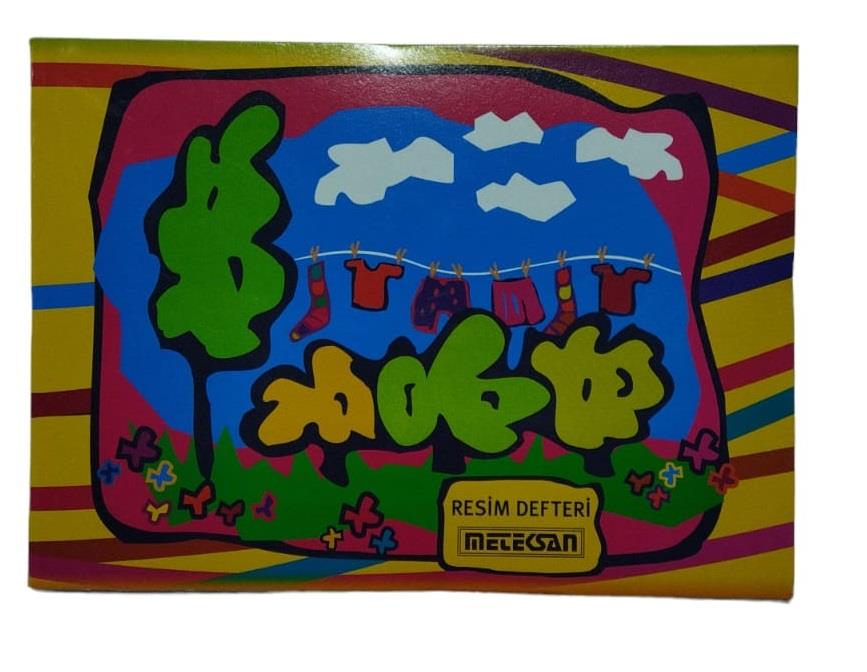 RESİM DEFTERİ
METEKSAN